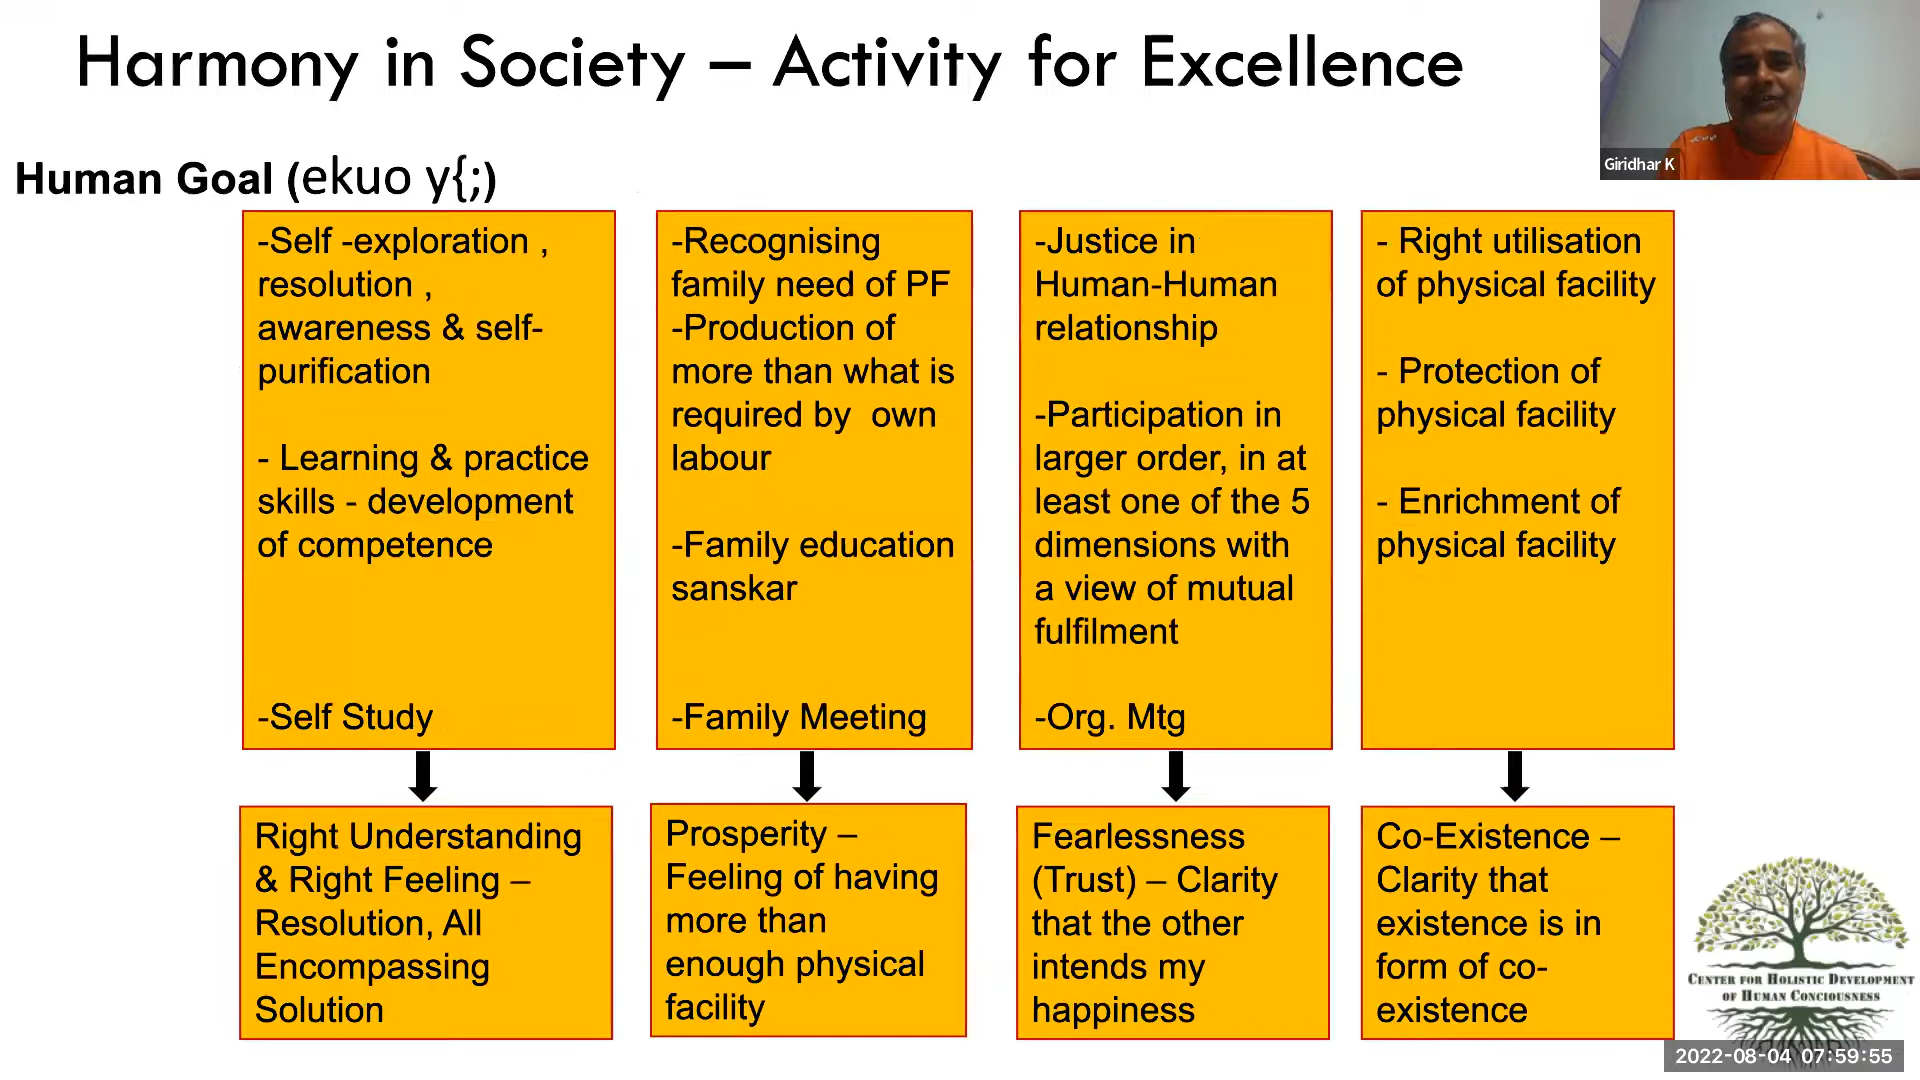 Harmony in Society – Activity for Excellence
Giridhar K
Human Goal (ekuo y{;)
-Self -exploration ,
resolution ,
awareness & self-
purification
- Learning & practice
skills - development
of competence
-Self Study
-Recognising
family need of PF
-Production of
more than what is
required by own
labour
-Family education
sanskar
-Family Meeting
-Justice in
Human-Human
relationship
-Participation in
larger order, in at
least one of the 5
dimensions with
a view of mutual
fulfilment
-Org. Mtg
- Right utilisation
of physical facility
- Protection of
physical facility
- Enrichment of
physical facility
Right Understanding
& Right Feeling –
Resolution, All
Encompassing
Solution
Prosperity –
Feeling of having
more than
enough physical
facility
Fearlessness
(Trust) – Clarity
that the other
intends my
happiness
Co-Existence –
Clarity that
existence is in
form of co-
existence
CENTER FOR HOLISTIC DEVELOPMENT
OF HUMAN CONCIOUSNESS
2022-08-04 07:59:55